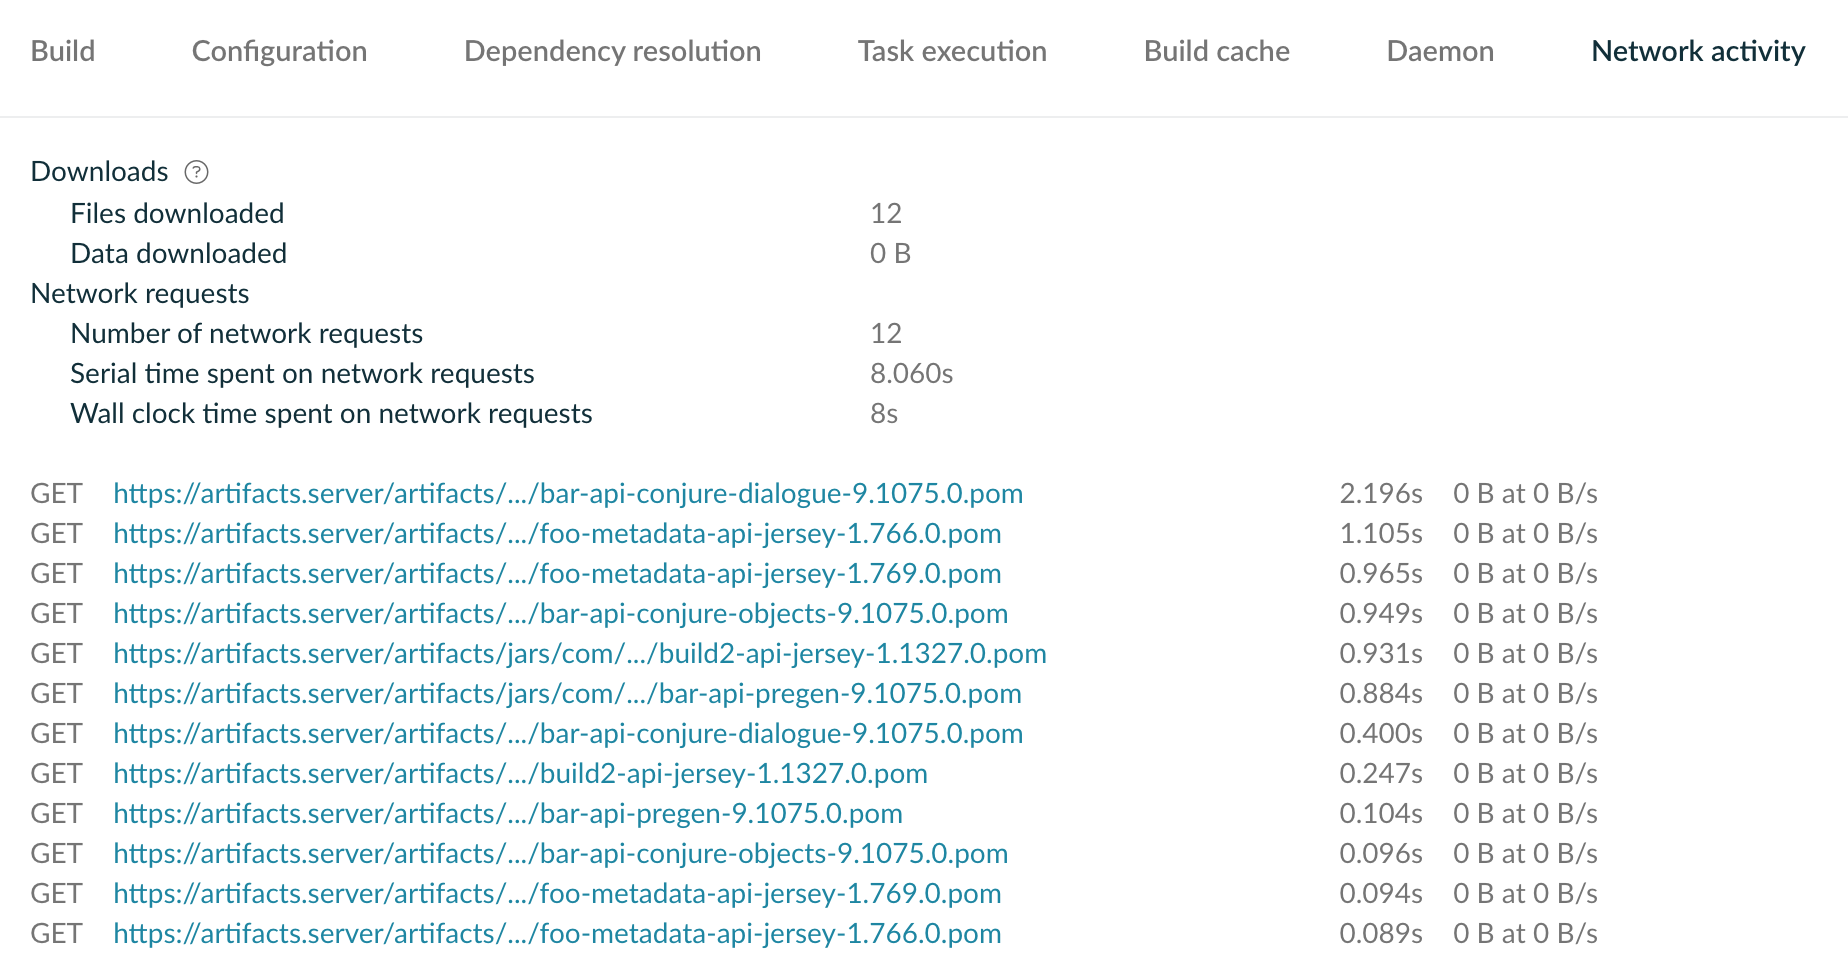 Build Configuration Dependency resolution Task execution Build cache Daemon Network activity
Downloads ?
Files downloaded 12
Data downloaded 0 B
Network requests
Number of network requests 12
Serial time spent on network requests 8.060s
Wall clock time spent on network requests 8s
GET https://artifacts.server/artifacts/.../bar-api-conjure-dialogue-9.1075.0.pom 2.196s 0 B at 0 B/s
GET https://artifacts.server/artifacts/.../foo-metadata-api-jersey-1.766.0.pom 1.105s 0 B at 0 B/s
GET https://artifacts.server/artifacts/.../foo-metadata-api-jersey-1.769.0.pom 0.965s 0 B at 0 B/s
GET https://artifacts.server/artifacts/.../bar-api-conjure-objects-9.1075.0.pom 0.949s 0 B at 0 B/s
GET https://artifacts.server/artifacts/jars/com/.../build2-api-jersey-1.1327.0.pom 0.931s 0 B at 0 B/s
GET https://artifacts.server/artifacts/jars/com/.../bar-api-pregen-9.1075.0.pom 0.884s 0 B at 0 B/s
GET https://artifacts.server/artifacts/.../bar-api-conjure-dialogue-9.1075.0.pom 0.400s 0 B at 0 B/s
GET https://artifacts.server/artifacts/.../build2-api-jersey-1.1327.0.pom 0.247s 0 B at 0 B/s
GET https://artifacts.server/artifacts/.../bar-api-pregen-9.1075.0.pom 0.104s 0 B at 0 B/s
GET https://artifacts.server/artifacts/.../bar-api-conjure-objects-9.1075.0.pom 0.096s 0 B at 0 B/s
GET https://artifacts.server/artifacts/.../foo-metadata-api-jersey-1.769.0.pom 0.094s 0 B at 0 B/s
GET https://artifacts.server/artifacts/.../foo-metadata-api-jersey-1.766.0.pom 0.089s 0 B at 0 B/s